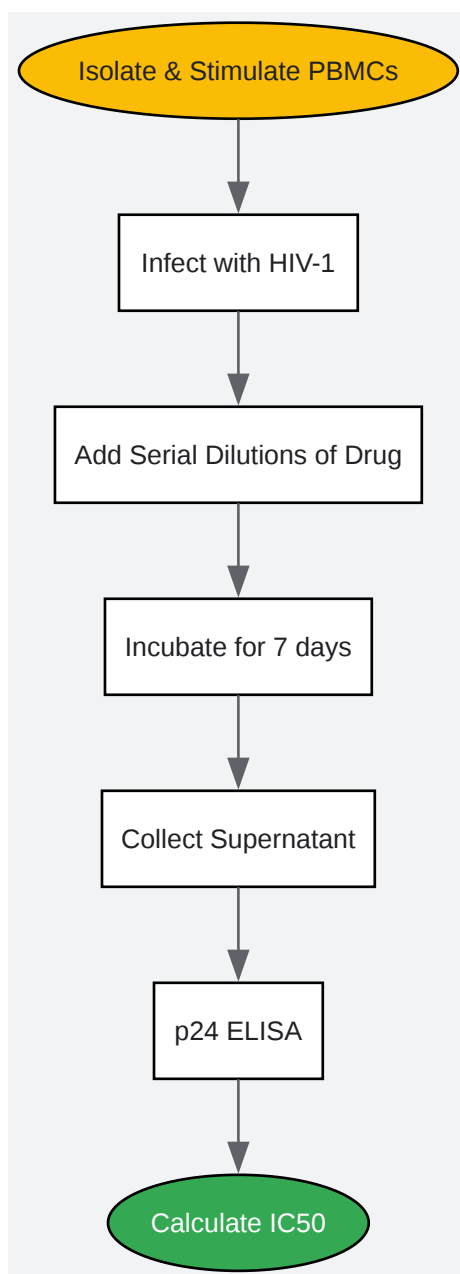 Isolate & Stimulate PBMCs
Infect with HIV-1
Add Serial Dilutions of Drug
Incubate for 7 days
Collect Supernatant
p24 ELISA
Calculate IC50